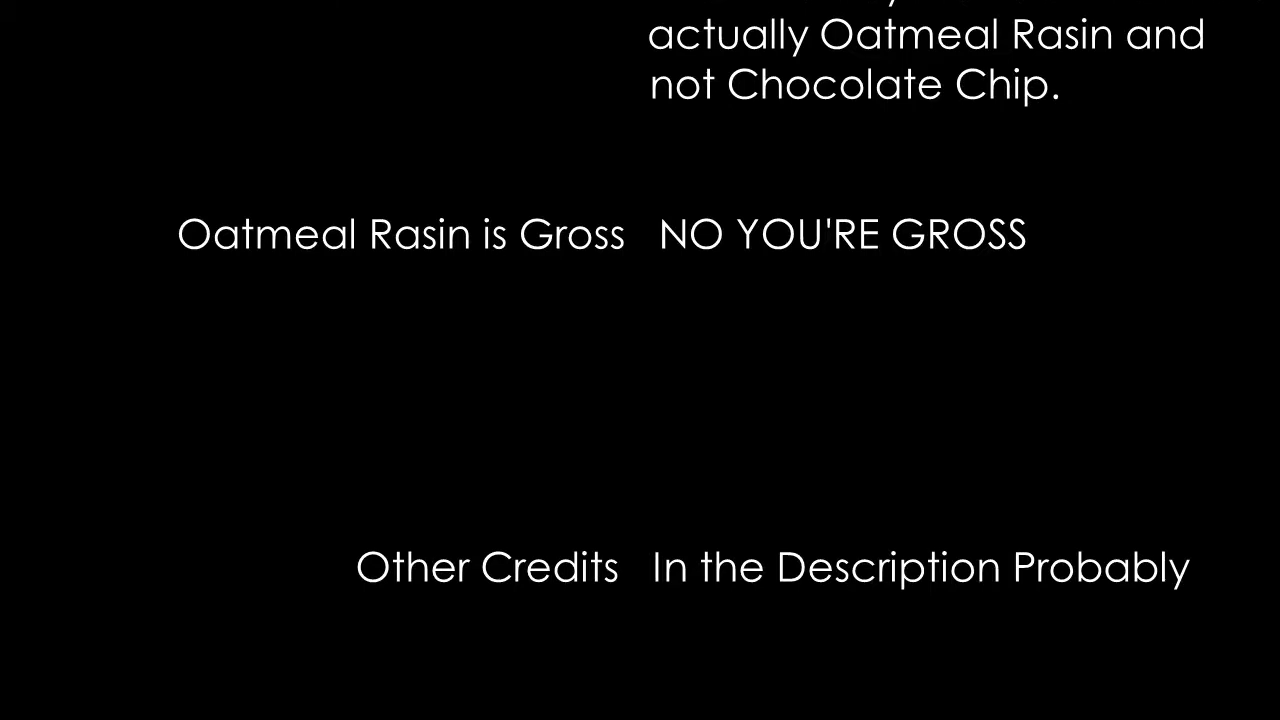 actually Oatmeal Rasin and
not Chocolate Chip.
Oatmeal Rasin is Gross NO YOU'RE GROSS
Other Credits In the Description Probably